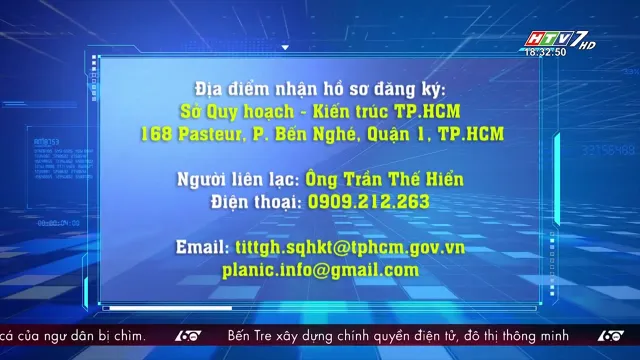 HTV7 HD
18:32:50
Địa điểm nhận hồ sơ đăng ký:
Sở Quy hoạch - Kiến trúc TP.HCM
168 Pasteur, P. Bến Nghé, Quận 1, TP.HCM
Người liên lạc: Ông Trần Thế Hiển
Điện thoại: 0909.212.263
Email: tittgh.sqhkt@tphcm.gov.vn
planic.info@gmail.com
cá của ngư dân bị chìm. 60 Bến Tre xây dựng chính quyền điện tử, đô thị thông minh